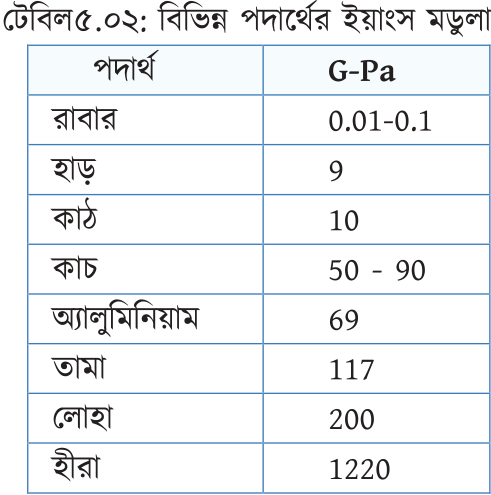 টেবিল৫.০২: বিভিন্ন পদার্থের ইয়াংস মডুলা
পদার্থ G-Pa
রাবার 0.01-0.1
হাড় 9
কাঠ 10
কাচ 50 - 90
অ্যালুমিনিয়াম 69
তামা 117
লোহা 200
হীরা 1220